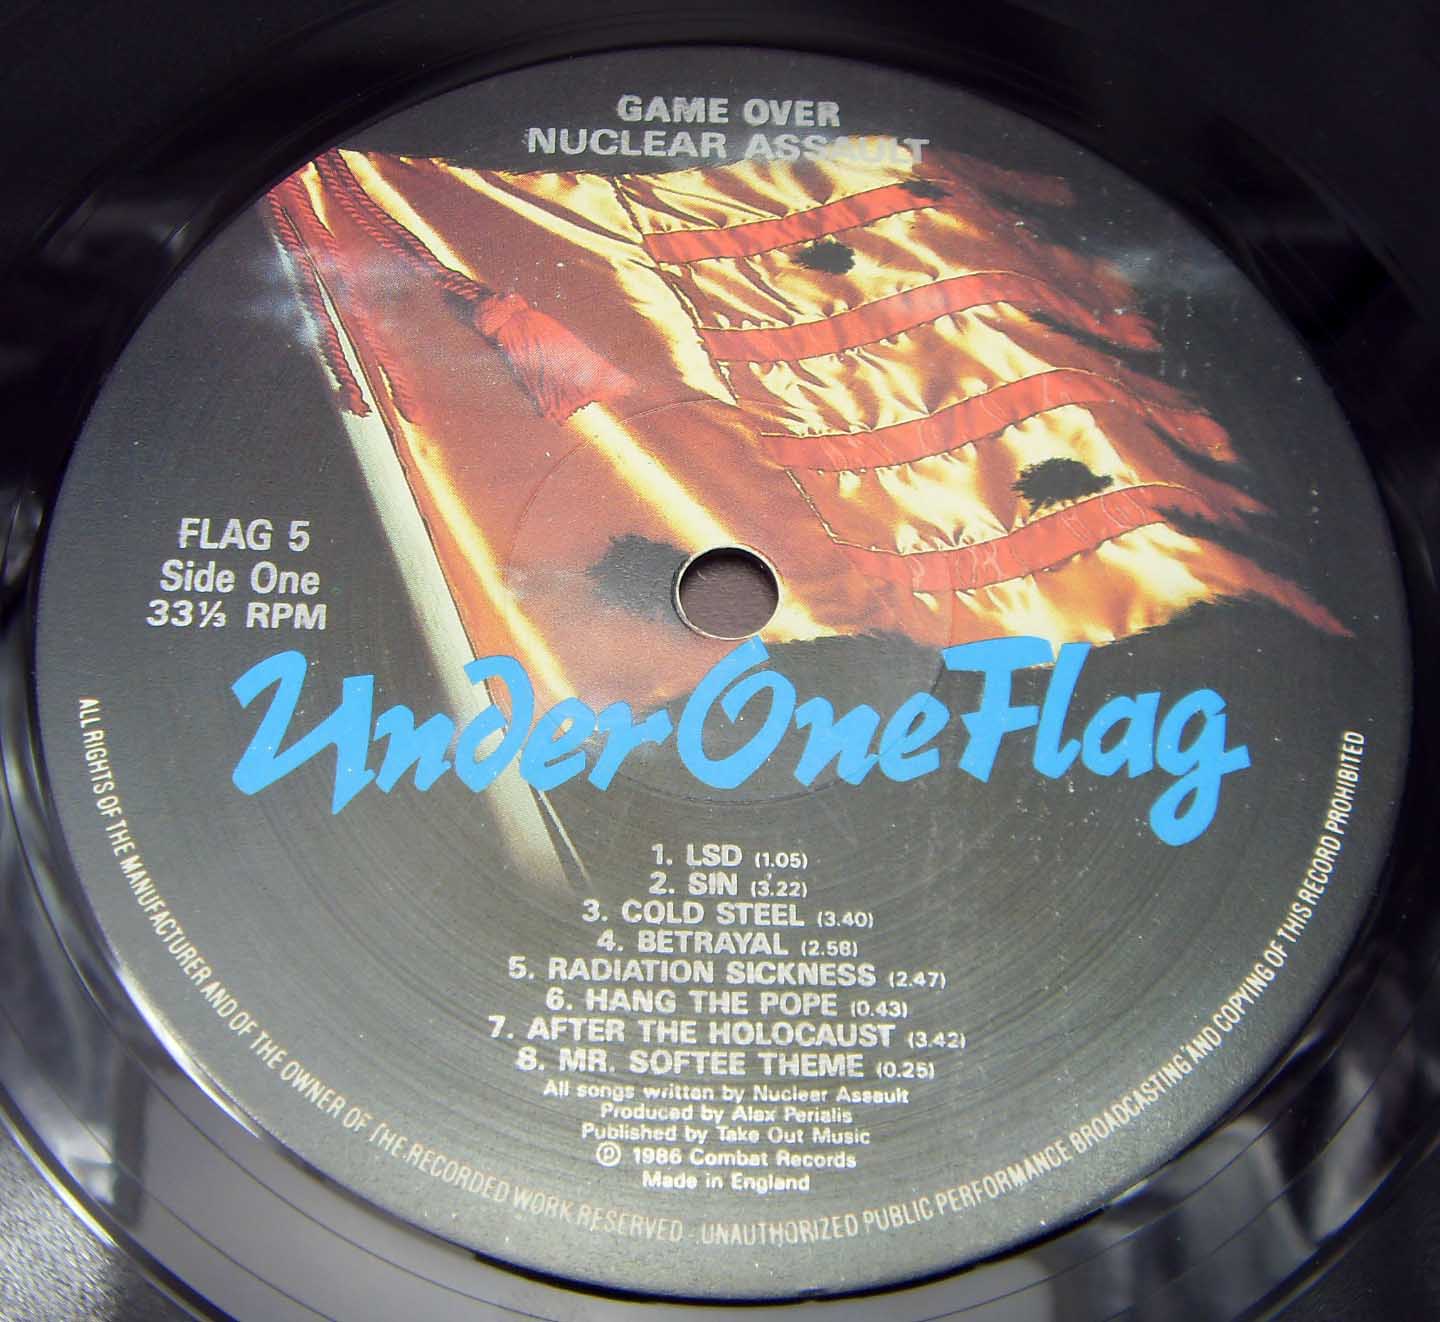 GAME OVER
NUCLEAR ASSAULT
FLAG 5
Side One
33⅓ RPM
Under One Flag
1. LSD (1.05)
2. SIN (3.22)
3. COLD STEEL (3.40)
4. BETRAYAL (2.58)
5. RADIATION SICKNESS (2.47)
6. HANG THE POPE (0.43)
7. AFTER THE HOLOCAUST (3.42)
8. MR. SOFTEE THEME (0.25)
All songs written by Nuclear Assault
Produced by Alex Perialis
Published by Take Out Music
℗ 1986 Combat Records
Made in England
ALL RIGHTS OF THE MANUFACTURER AND OF THE OWNER OF THE RECORDED WORK RESERVED . UNAUTHORIZED PUBLIC PERFORMANCE BROADCASTING AND COPYING OF THIS RECORD PROHIBITED